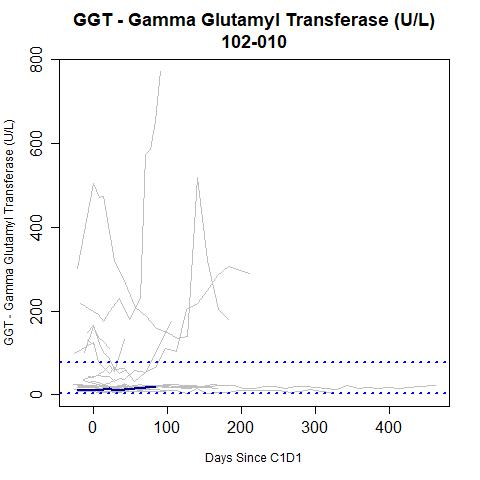 GGT - Gamma Glutamyl Transferase (U/L)
102-010
GGT - Gamma Glutamyl Transferase (U/L)
800
600
400
200
0
0 100 200 300 400
Days Since C1D1